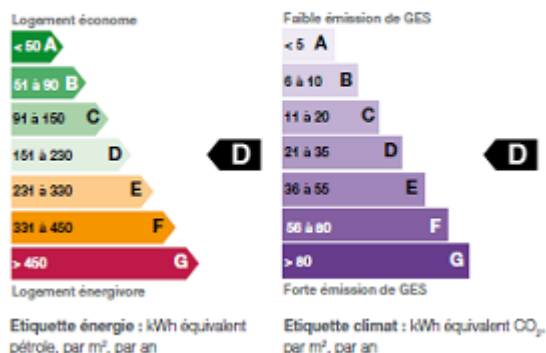 Logement économe
< 50 A
51 à 90 B
91 à 150 C
151 à 230 D
D
231 à 330 E
331 à 450 F
> 450 G
Logement énergivore
Etiquette énergie : kWh équivalent
pétrole, par m², par an
Faible émission de GES
< 5 A
6 à 10 B
11 à 20 C
21 à 35 D
D
36 à 55 E
56 à 80 F
> 80 G
Forte émission de GES
Etiquette climat : kWh équivalent CO₂,
par m², par an